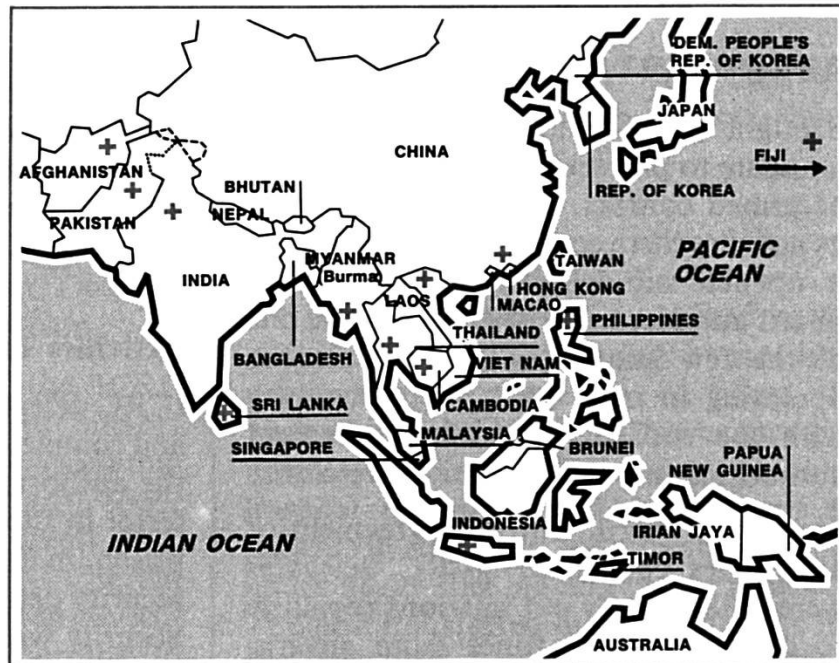 DEM. PEOPLE'S
REP. OF KOREA
JAPAN
CHINA
FIJI
AFGHANISTAN
REP. OF KOREA
BHUTAN
PAKISTAN
NEPAL
PACIFIC
OCEAN
MYANMAR
(Burma)
TAIWAN
INDIA
HONG KONG
LAOS
MACAO
PHILIPPINES
THAILAND
BANGLADESH
VIET NAM
SRI LANKA
CAMBODIA
MALAYSIA
SINGAPORE
BRUNEI
PAPUA
NEW GUINEA
INDONESIA
IRIAN JAYA
INDIAN OCEAN
TIMOR
AUSTRALIA